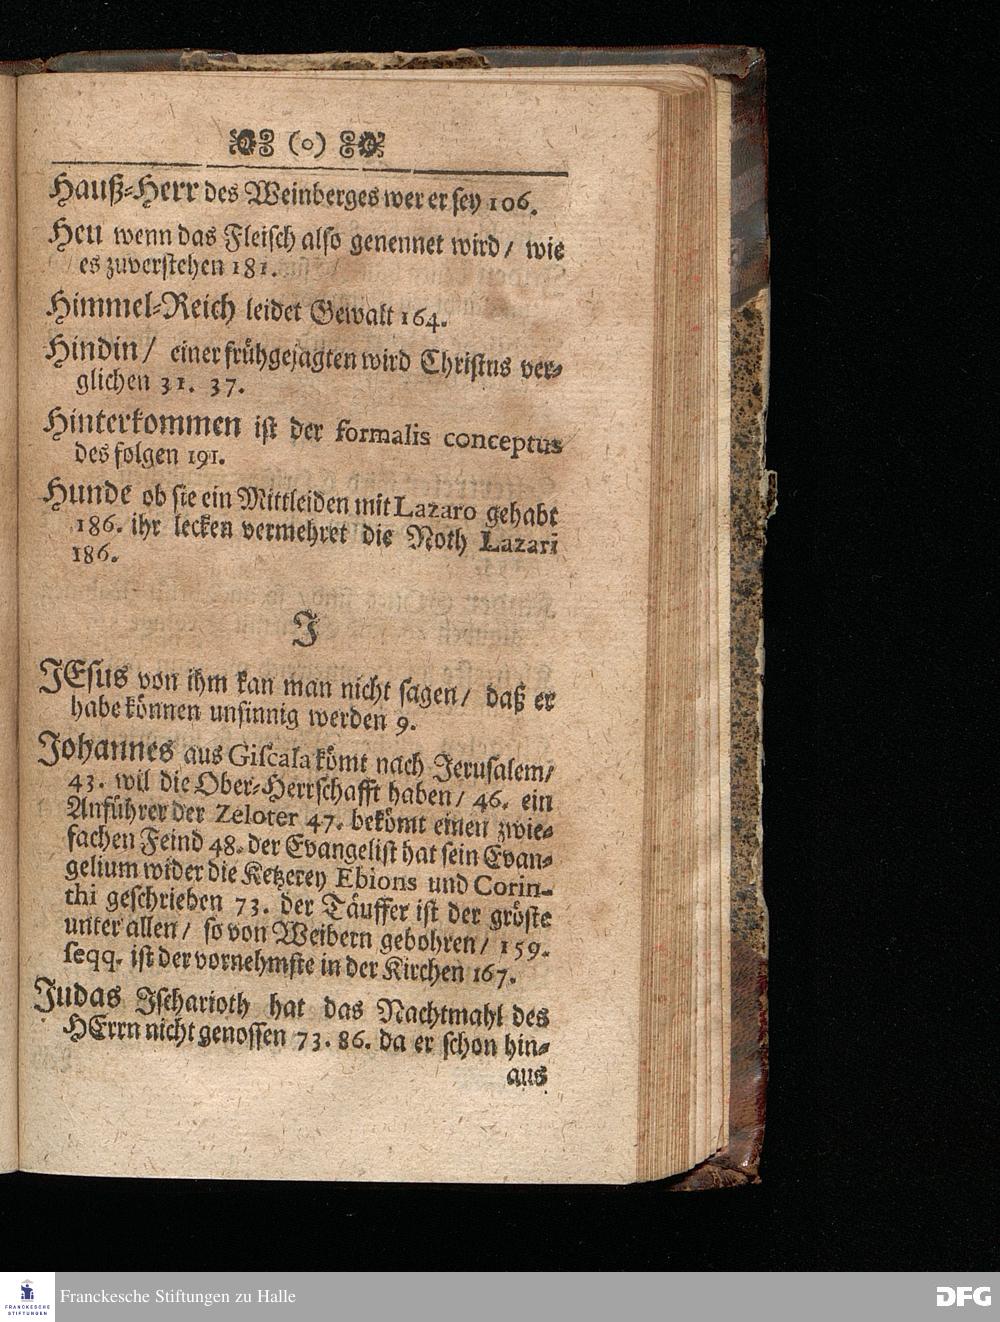 (o)
Hauß-Herr des Weinberges wer er sey 106.
Heu wenn das Fleisch also genennet wird/ wie
es zuverstehen 181.
Himmel-Reich leidet Gewalt 164.
Hindin/ einer frühgejagten wird Christus ver-
glichen 31. 37.
Hinterkommen ist der formalis conceptus
des folgen 191.
Hunde ob sie ein Mittleiden mit Lazaro gehabt
186. ihr lecken vermehret die Noth Lazari
186.
J
JEsus von ihm kan man nicht sagen/ daß er
habe können unsinnig werden 9.
Johannes aus Giscala kömt nach Jerusalem/
43. wil die Ober-Herrschafft haben/ 46. ein
Anführer der Zeloter 47. bekömt einen zwie-
fachen Feind 48. der Evangelist hat sein Evan-
gelium wider die Ketzerey Ebions und Corin-
thi geschrieben 73. der Täuffer ist der gröste
unter allen/ so von Weibern gebohren/ 159.
seqq. ist der vornehmste in der Kirchen 167.
Judas Jscharioth hat das Nachtmahl des
HErrn nicht genossen 73. 86. da er schon hin-
aus
FRANCKESCHE
STIFTUNGEN
Franckesche Stiftungen zu Halle
DFG